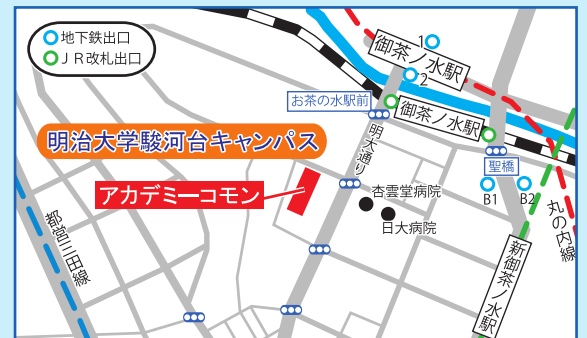 地下鉄出口
JR改札出口
1
御茶ノ水駅
2
お茶の水駅前
御茶ノ水駅
明治大学駿河台キャンパス
明大通り
聖橋
アカデミーコモン
杏雲堂病院
B1
B2
日大病院
丸の内線
都営三田線
新御茶ノ水駅